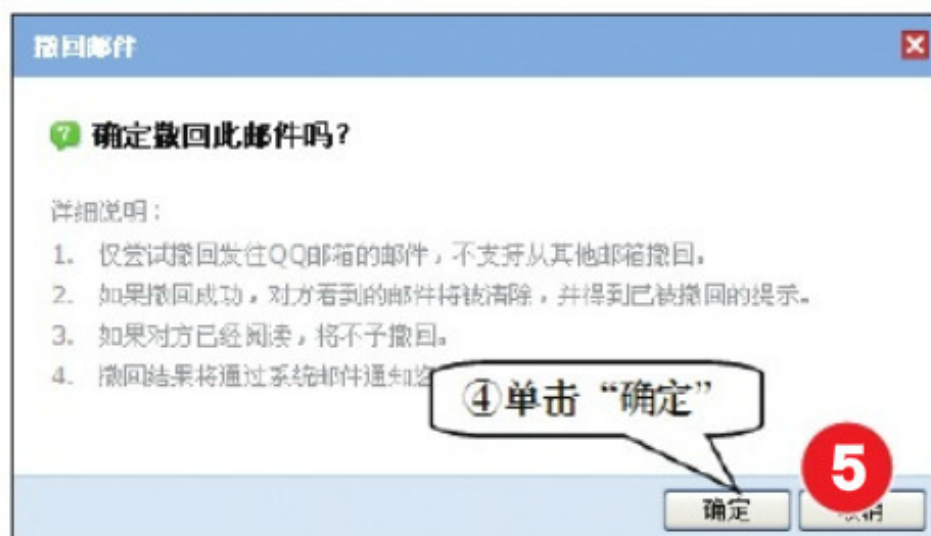 撤回邮件
确定撤回此邮件吗？
详细说明：
1. 仅尝试撤回发往QQ邮箱的邮件，不支持从其他邮箱撤回。
2. 如果撤回成功，对方看到的邮件将被清除，并得到已被撤回的提示。
3. 如果对方已经阅读，将不予撤回。
4. 撤回结果将通过系统邮件通知
④单击“确定”
5
确定